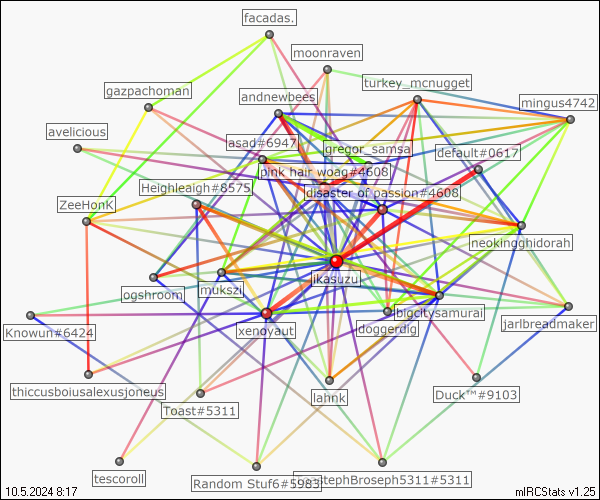 facadas.
moonraven
turkey_mcnugget
gazpachoman
andnewbees
mingus4742
avelicious
asad#6947
gregor_samsa
default#0617
pink hair woag#4608
Heighleaigh#8575
disaster of passion#4608
ZeeHonK
neokingghidorah
ikasuzu
mukszi
ogshroom
bigcitysamurai
jarlbreadmaker
Knowun#6424
xenoyaut
doggerdig
thiccusboiusalexusjoneus
lahnk
Duck™#9103
Toast#5311
tescoroll
Random Stuf6#5983
JoestephBroseph5311#5311
10.5.2024 8:17
mIRCStats v1.25